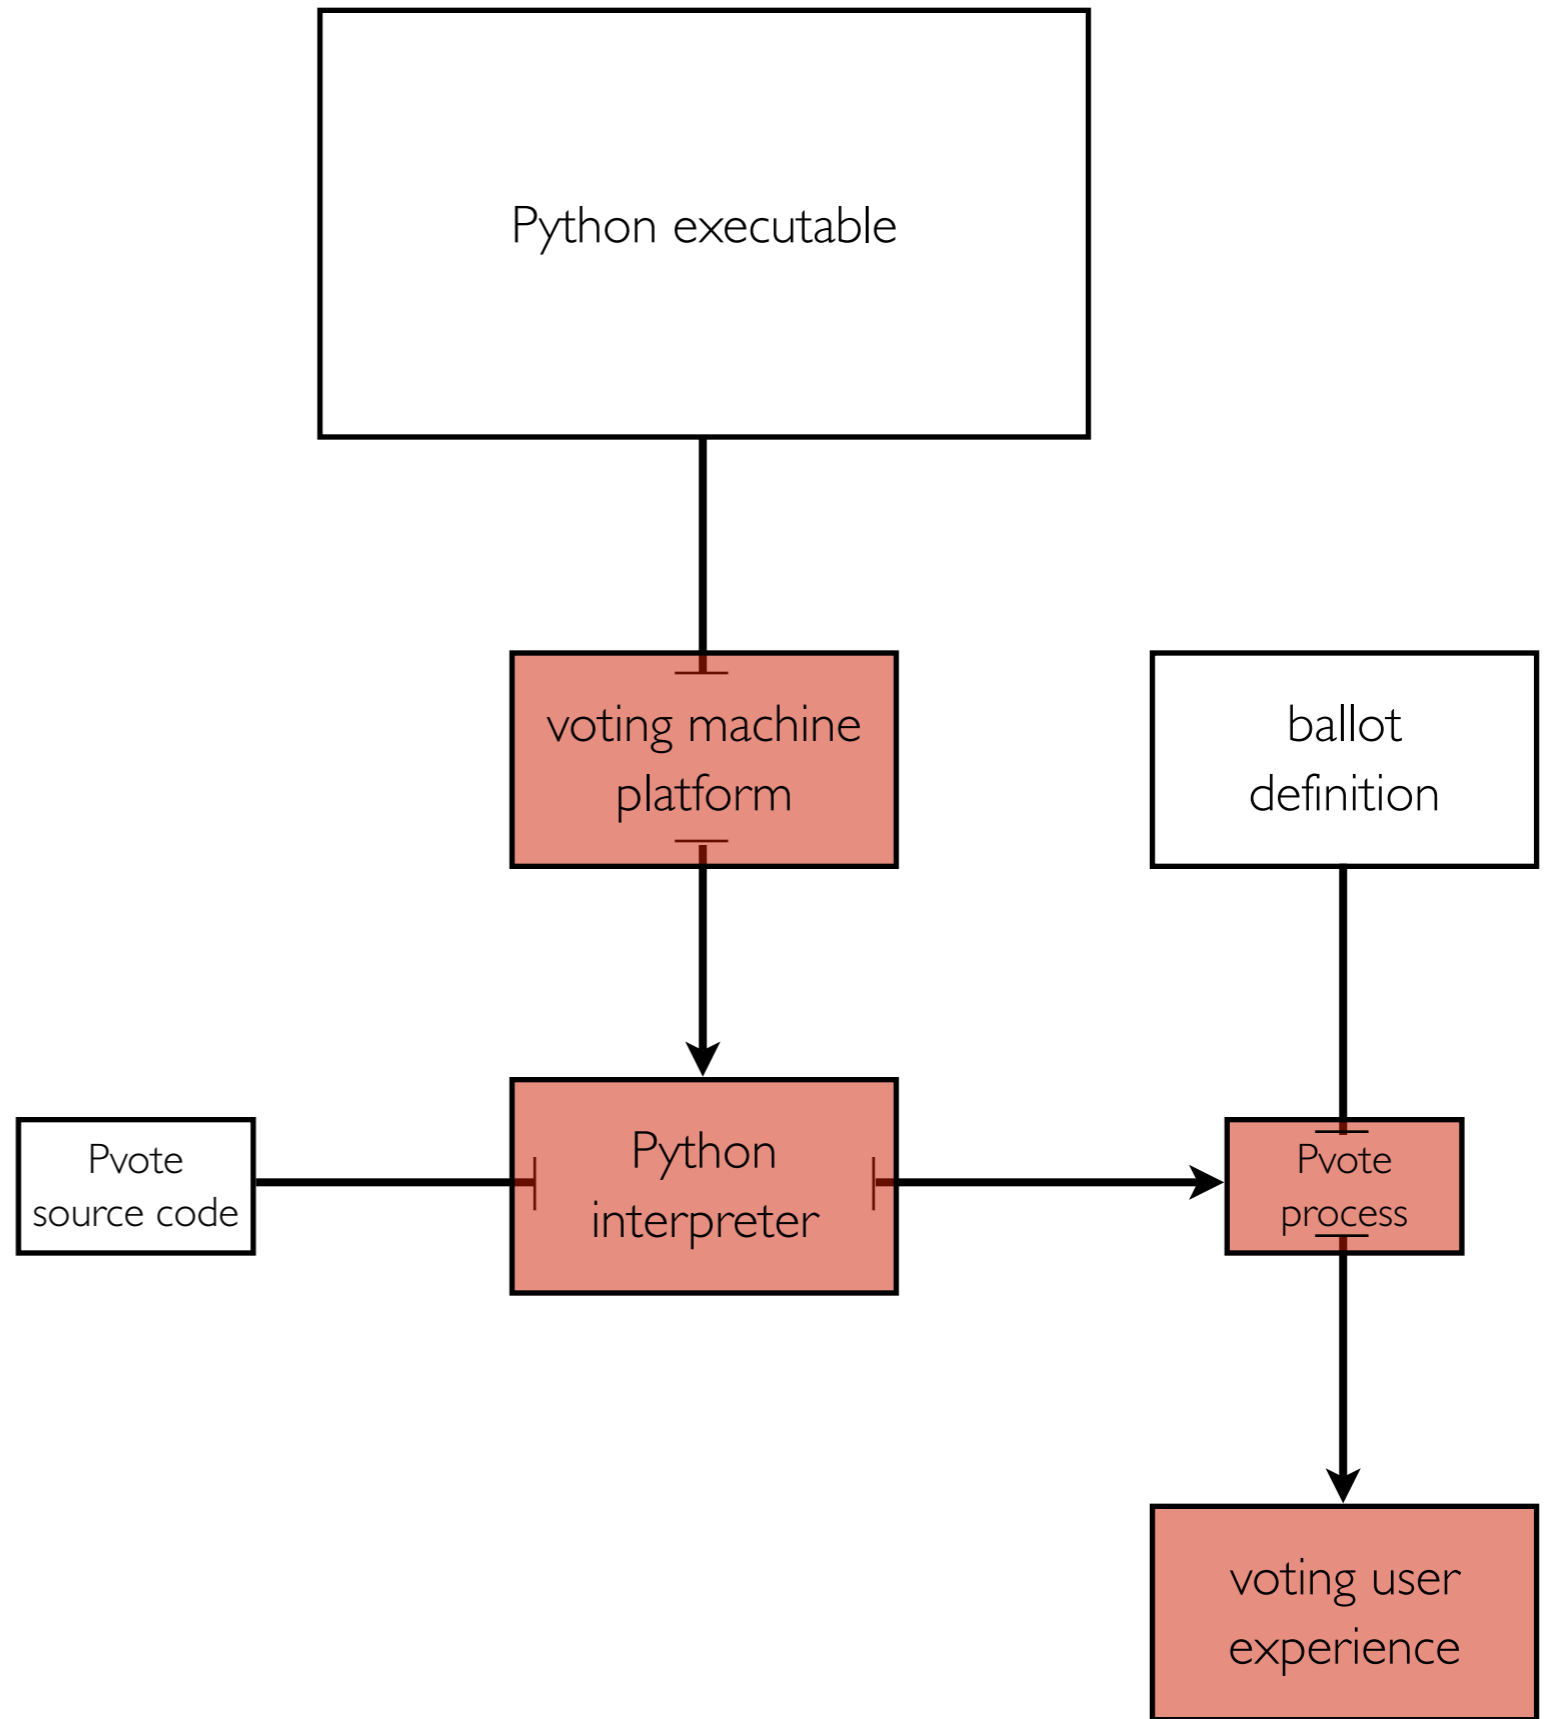 Python executable
voting machine
platform
ballot
definition
Pvote
source code
Python
interpreter
Pvote
process
voting user
experience